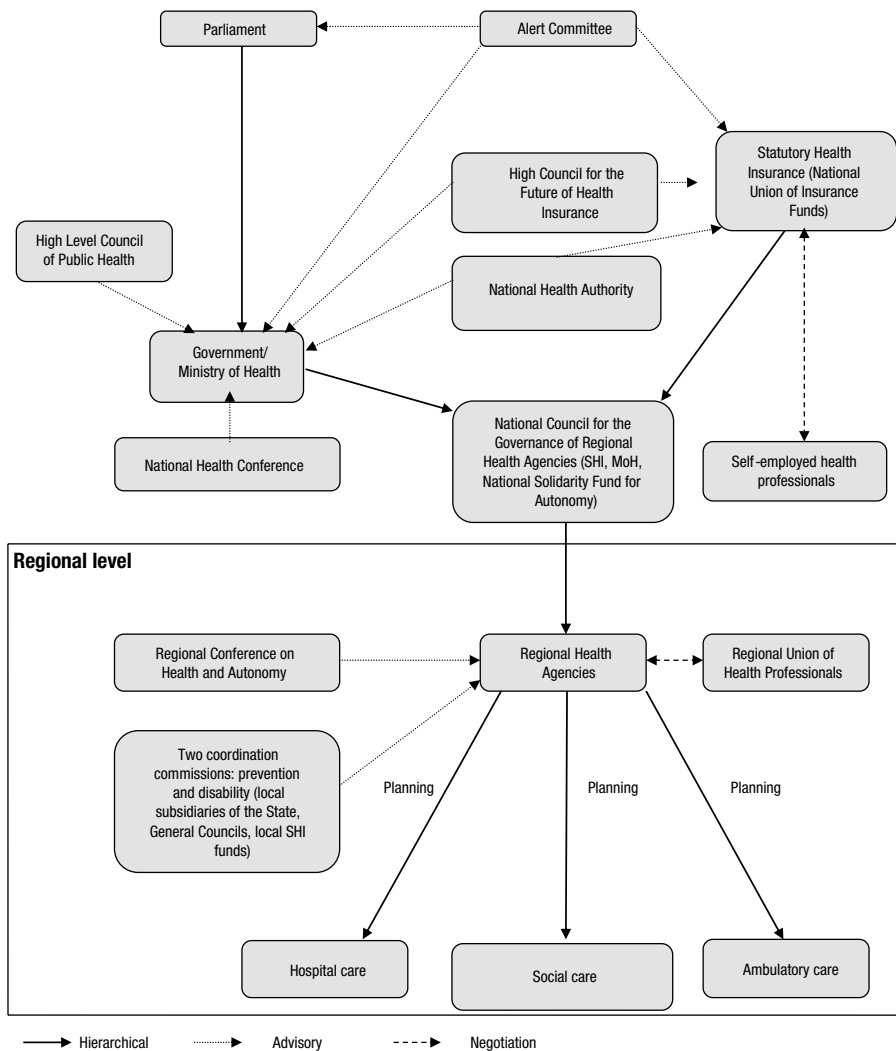 Parliament
Alert Committee
Statutory Health
Insurance (National
Union of Insurance
Funds)
High Council for the
Future of Health
Insurance
High Level Council
of Public Health
National Health Authority
Government/
Ministry of Health
National Council for the
Governance of Regional
Health Agencies (SHI, MoH,
National Solidarity Fund for
Autonomy)
National Health Conference
Self-employed health
professionals
Regional level
Regional Conference on
Health and Autonomy
Regional Health
Agencies
Regional Union of
Health Professionals
Two coordination
commissions: prevention
and disability (local
subsidiaries of the State,
General Councils, local SHI
funds)
Planning
Planning
Planning
Hospital care
Social care
Ambulatory care
Hierarchical
Advisory
Negotiation